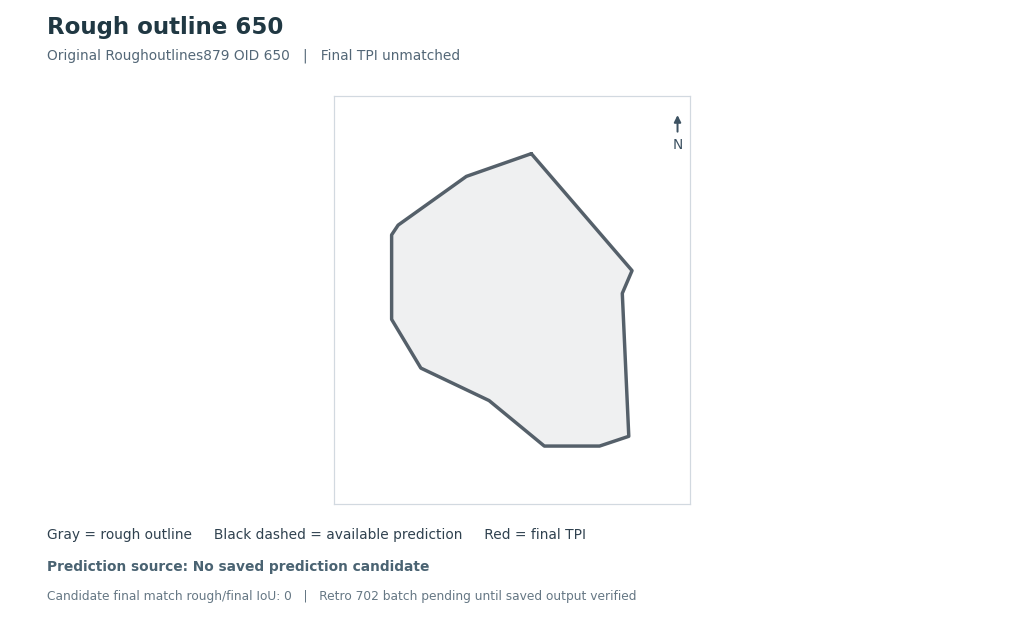 Rough outline 650
Original Roughoutlines879 OID 650   |   Final TPI unmatched
N
Gray = rough outline     Black dashed = available prediction     Red = final TPI
Prediction source: No saved prediction candidate
Candidate final match rough/final IoU: 0   |   Retro 702 batch pending until saved output verified